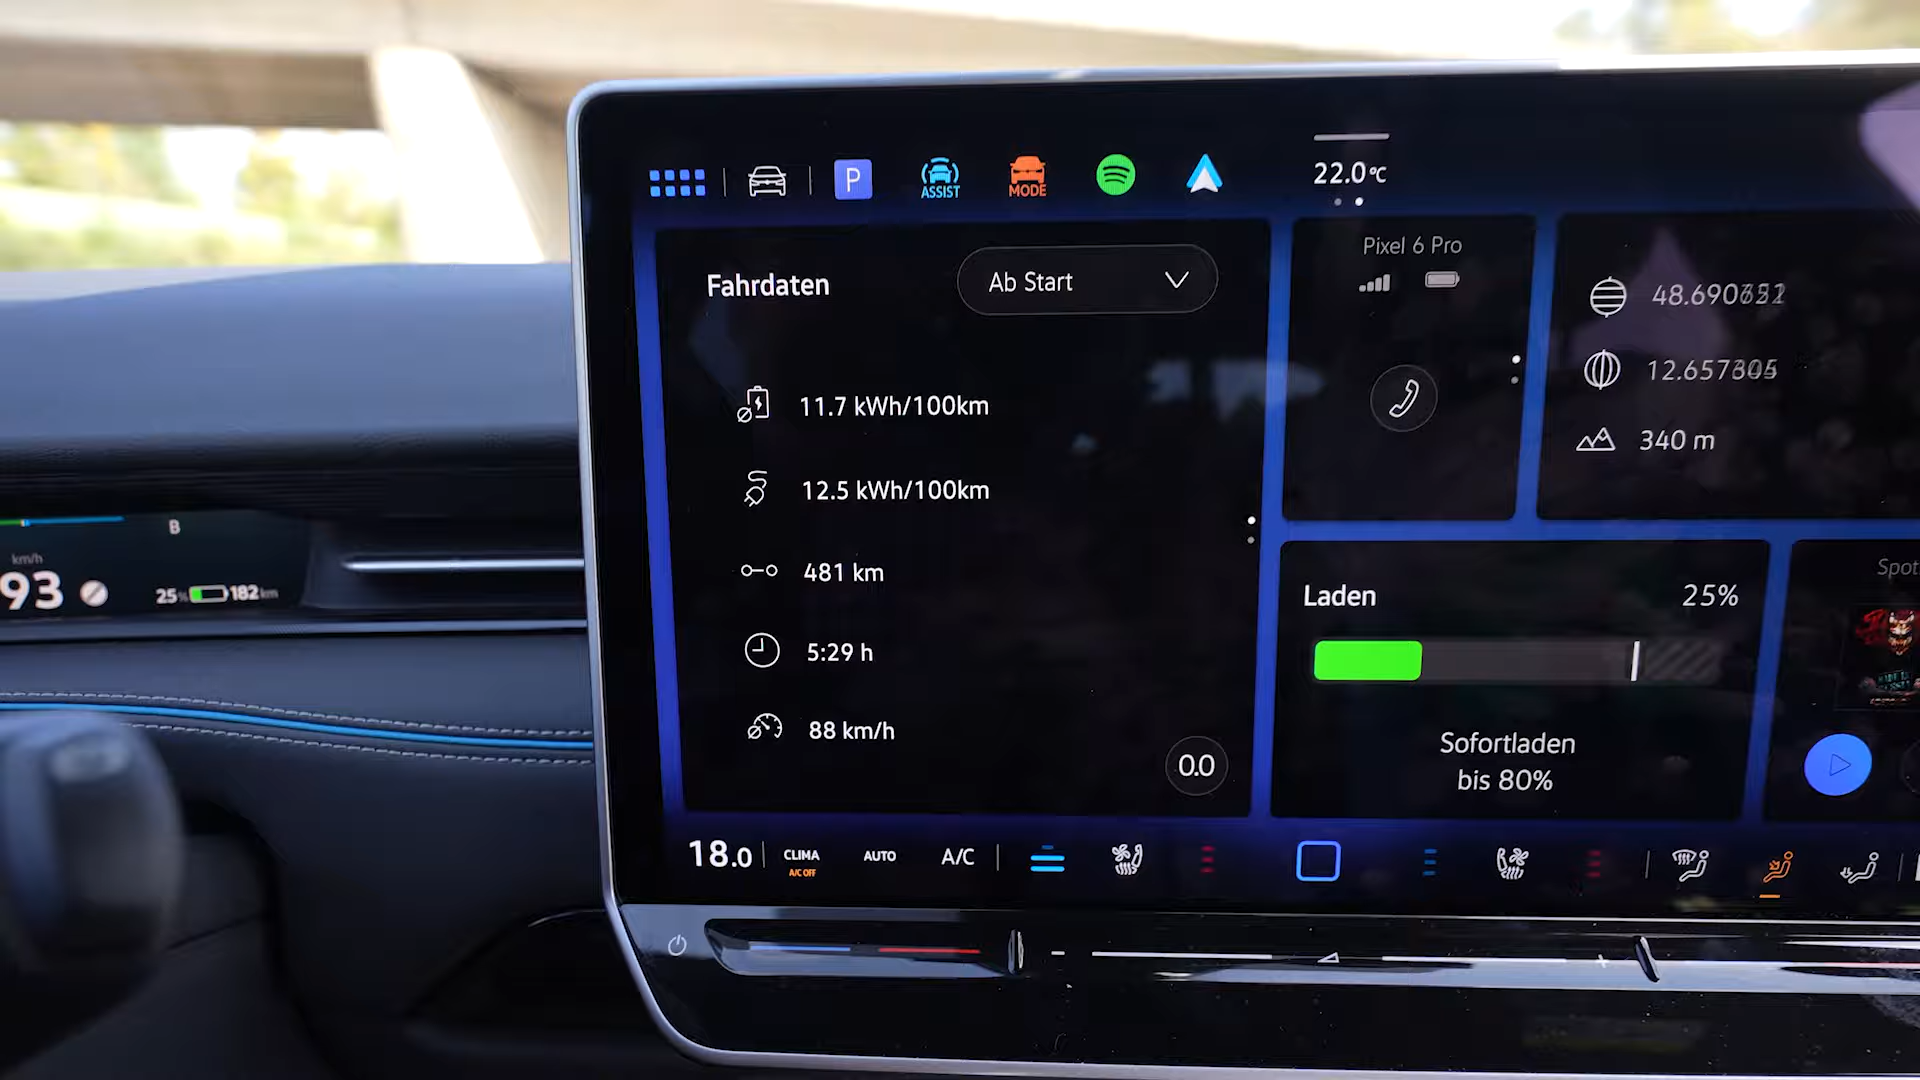 P
ASSIST
MODE
22.0°C
Fahrdaten
Ab Start
11.7 kWh/100km
12.5 kWh/100km
481 km
5:29 h
88 km/h
0.0
Pixel 6 Pro
340 m
Laden
25%
Sofortladen
bis 80%
Spot
B
km/h
93
25%
182 km
18.0
CLIMA
A/C OFF
AUTO
A/C